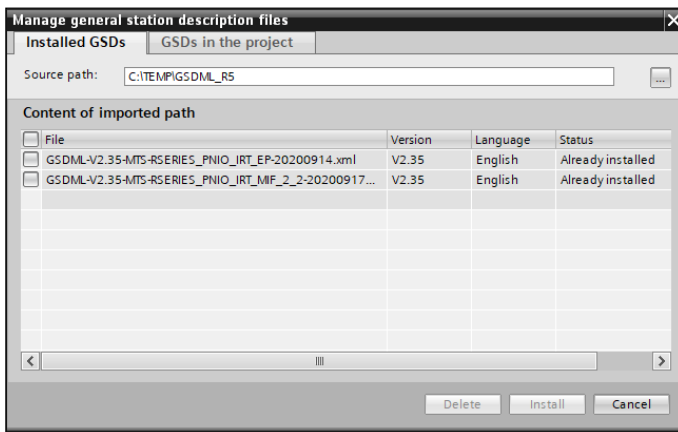 Manage general station description files X
Installed GSDs GSDs in the project
Source path: C:\TEMP\GSDML_R5 ...
Content of imported path
File Version Language Status
GSDML-V2.35-MTS-RSERIES_PNIO_IRT_EP-20200914.xml V2.35 English Already installed
GSDML-V2.35-MTS-RSERIES_PNIO_IRT_MIF_2_2-20200917... V2.35 English Already installed
Delete Install Cancel